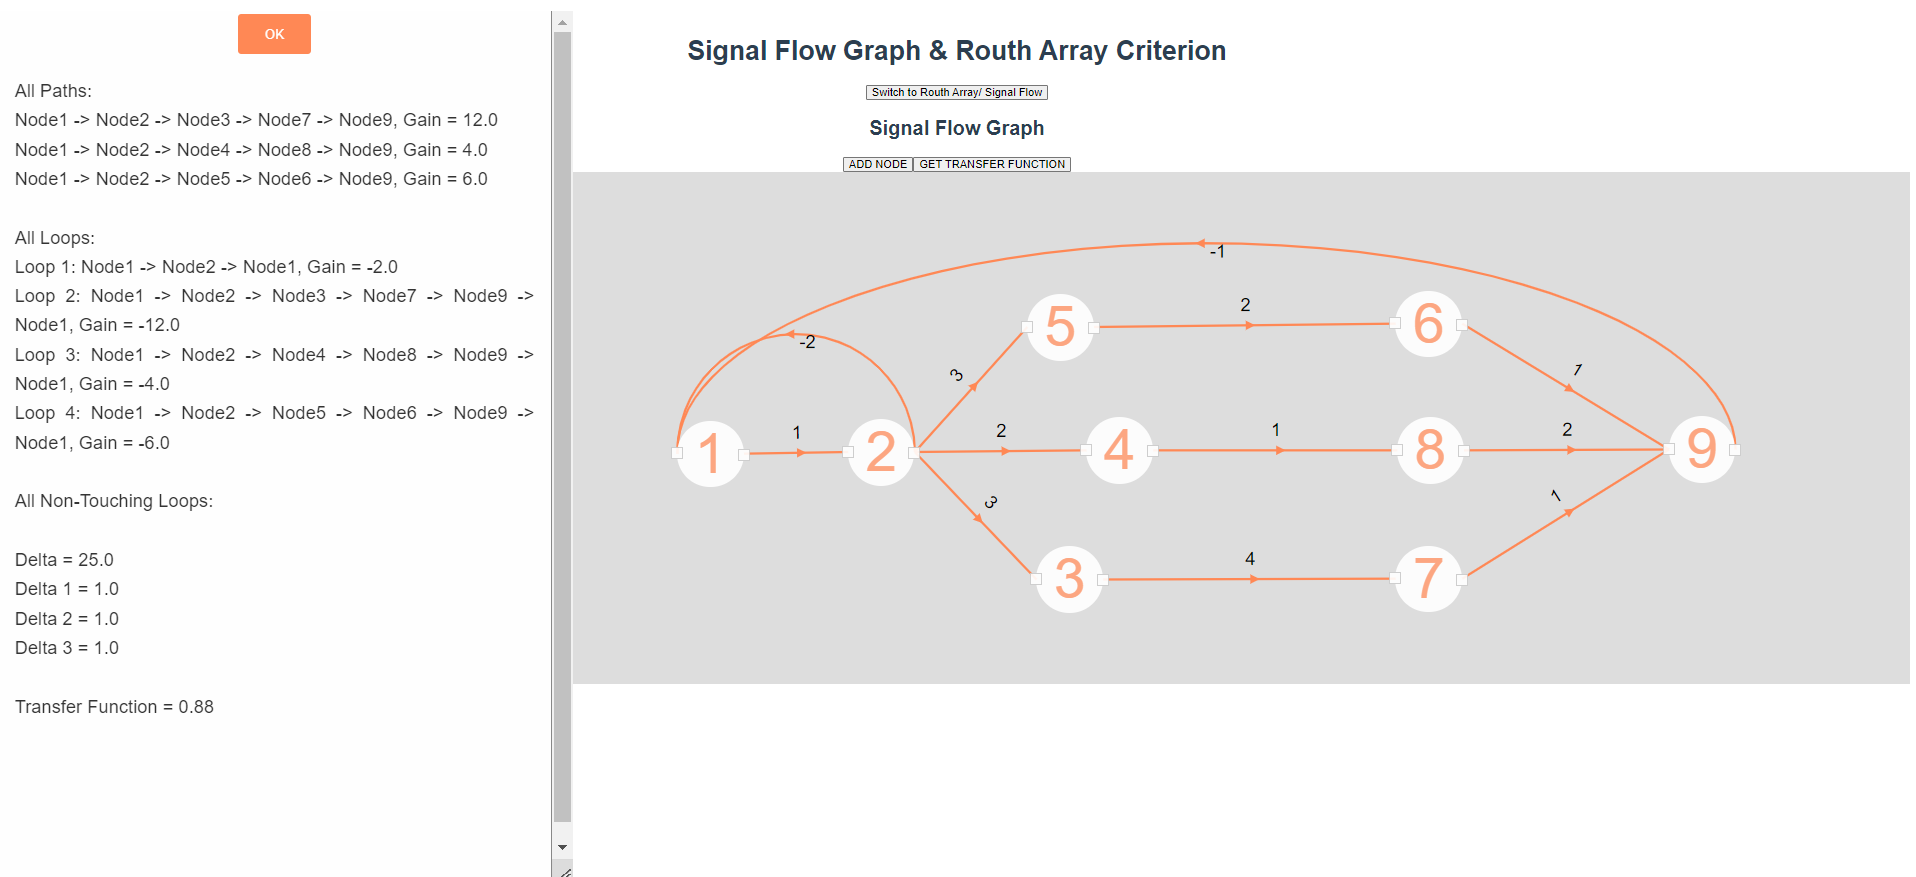 OK
All Paths:
Node1 -> Node2 -> Node3 -> Node7 -> Node9, Gain = 12.0
Node1 -> Node2 -> Node4 -> Node8 -> Node9, Gain = 4.0
Node1 -> Node2 -> Node5 -> Node6 -> Node9, Gain = 6.0
All Loops:
Loop 1: Node1 -> Node2 -> Node1, Gain = -2.0
Loop 2: Node1 -> Node2 -> Node3 -> Node7 -> Node9 ->
Node1, Gain = -12.0
Loop 3: Node1 -> Node2 -> Node4 -> Node8 -> Node9 ->
Node1, Gain = -4.0
Loop 4: Node1 -> Node2 -> Node5 -> Node6 -> Node9 ->
Node1, Gain = -6.0
All Non-Touching Loops:
Delta = 25.0
Delta 1 = 1.0
Delta 2 = 1.0
Delta 3 = 1.0
Transfer Function = 0.88
Signal Flow Graph & Routh Array Criterion
Switch to Routh Array/ Signal Flow
Signal Flow Graph
ADD NODE GET TRANSFER FUNCTION
-1
5 2 6
-2
3 1
1 2 1 2
1 2 4 8 9
3 1
4
3 7